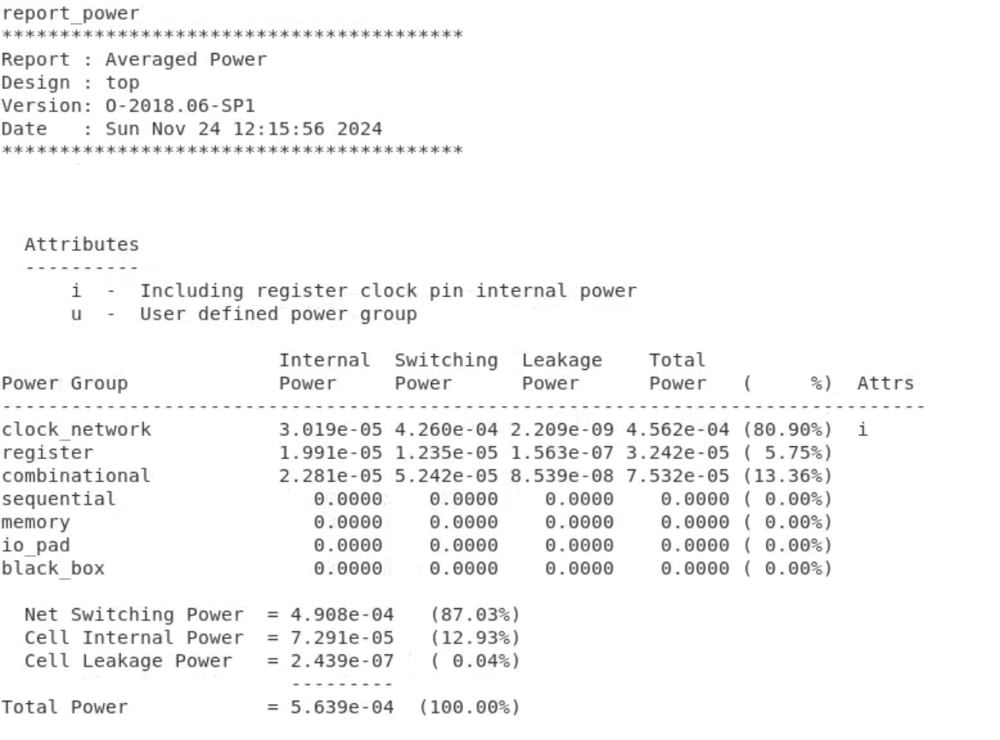 report_power
****************************************
Report : Averaged Power
Design : top
Version: O-2018.06-SP1
Date   : Sun Nov 24 12:15:56 2024
****************************************
  Attributes
  ----------
      i  -  Including register clock pin internal power
      u  -  User defined power group
                        Internal  Switching  Leakage    Total
Power Group             Power     Power      Power      Power   (     %)  Attrs
--------------------------------------------------------------------------------
clock_network           3.019e-05 4.260e-04 2.209e-09 4.562e-04 (80.90%)  i
register                1.991e-05 1.235e-05 1.563e-07 3.242e-05 ( 5.75%)
combinational           2.281e-05 5.242e-05 8.539e-08 7.532e-05 (13.36%)
sequential                 0.0000    0.0000    0.0000    0.0000 ( 0.00%)
memory                     0.0000    0.0000    0.0000    0.0000 ( 0.00%)
io_pad                     0.0000    0.0000    0.0000    0.0000 ( 0.00%)
black_box                  0.0000    0.0000    0.0000    0.0000 ( 0.00%)
  Net Switching Power  = 4.908e-04   (87.03%)
  Cell Internal Power  = 7.291e-05   (12.93%)
  Cell Leakage Power   = 2.439e-07   ( 0.04%)
                         ---------
Total Power            = 5.639e-04  (100.00%)